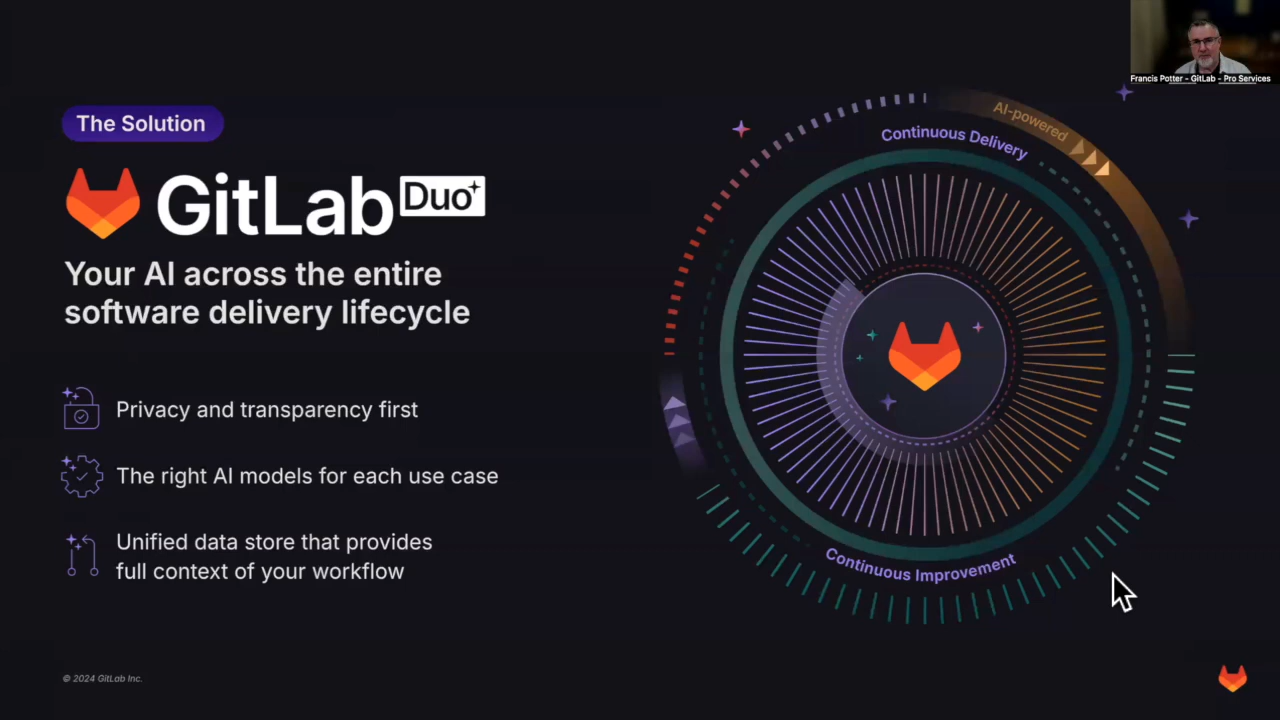 Francis Potter - GitLab - Pro Services
The Solution
GitLab Duo
Your AI across the entire
software delivery lifecycle
Privacy and transparency first
The right AI models for each use case
Unified data store that provides
full context of your workflow
AI-powered
Continuous Delivery
Continuous Improvement
© 2024 GitLab Inc.